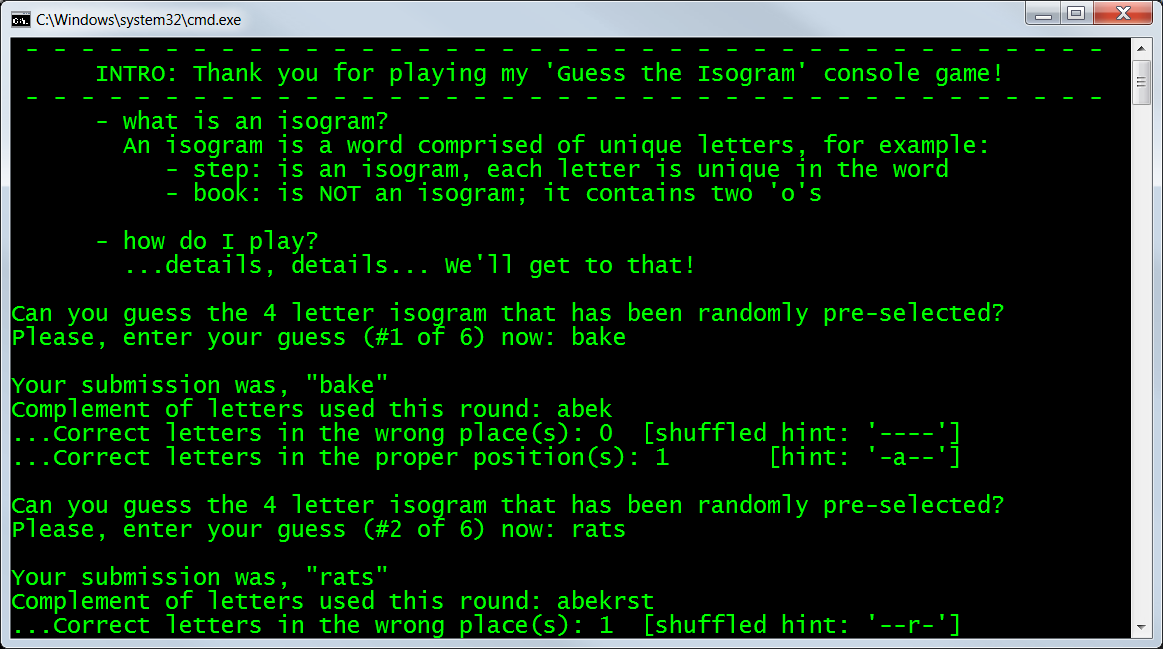 C:\Windows\system32\cmd.exe
- - - - - - - - - - - - - - - - - - - - - - - - - - - - - - - - - - - - - - -
INTRO: Thank you for playing my 'Guess the Isogram' console game!
- - - - - - - - - - - - - - - - - - - - - - - - - - - - - - - - - - - - - - -
- what is an isogram?
An isogram is a word comprised of unique letters, for example:
- step: is an isogram, each letter is unique in the word
- book: is NOT an isogram; it contains two 'o's
- how do I play?
...details, details... We'll get to that!
Can you guess the 4 letter isogram that has been randomly pre-selected?
Please, enter your guess (#1 of 6) now: bake
Your submission was, "bake"
Complement of letters used this round: abek
...Correct letters in the wrong place(s): 0  [shuffled hint: '----']
...Correct letters in the proper position(s): 1       [hint: '-a--']
Can you guess the 4 letter isogram that has been randomly pre-selected?
Please, enter your guess (#2 of 6) now: rats
Your submission was, "rats"
Complement of letters used this round: abekrst
...Correct letters in the wrong place(s): 1  [shuffled hint: '--r-']